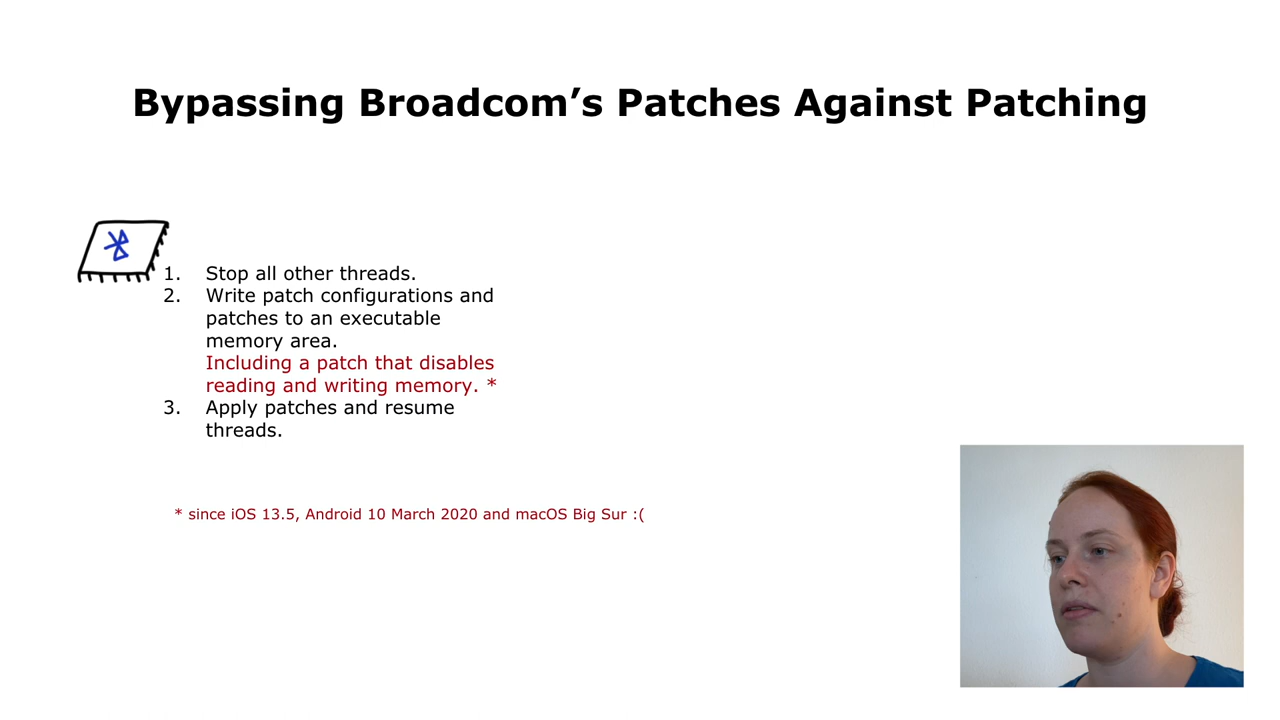 Bypassing Broadcom’s Patches Against Patching
1. Stop all other threads.
2. Write patch configurations and
patches to an executable
memory area.
Including a patch that disables
reading and writing memory. *
3. Apply patches and resume
threads.
* since iOS 13.5, Android 10 March 2020 and macOS Big Sur :(